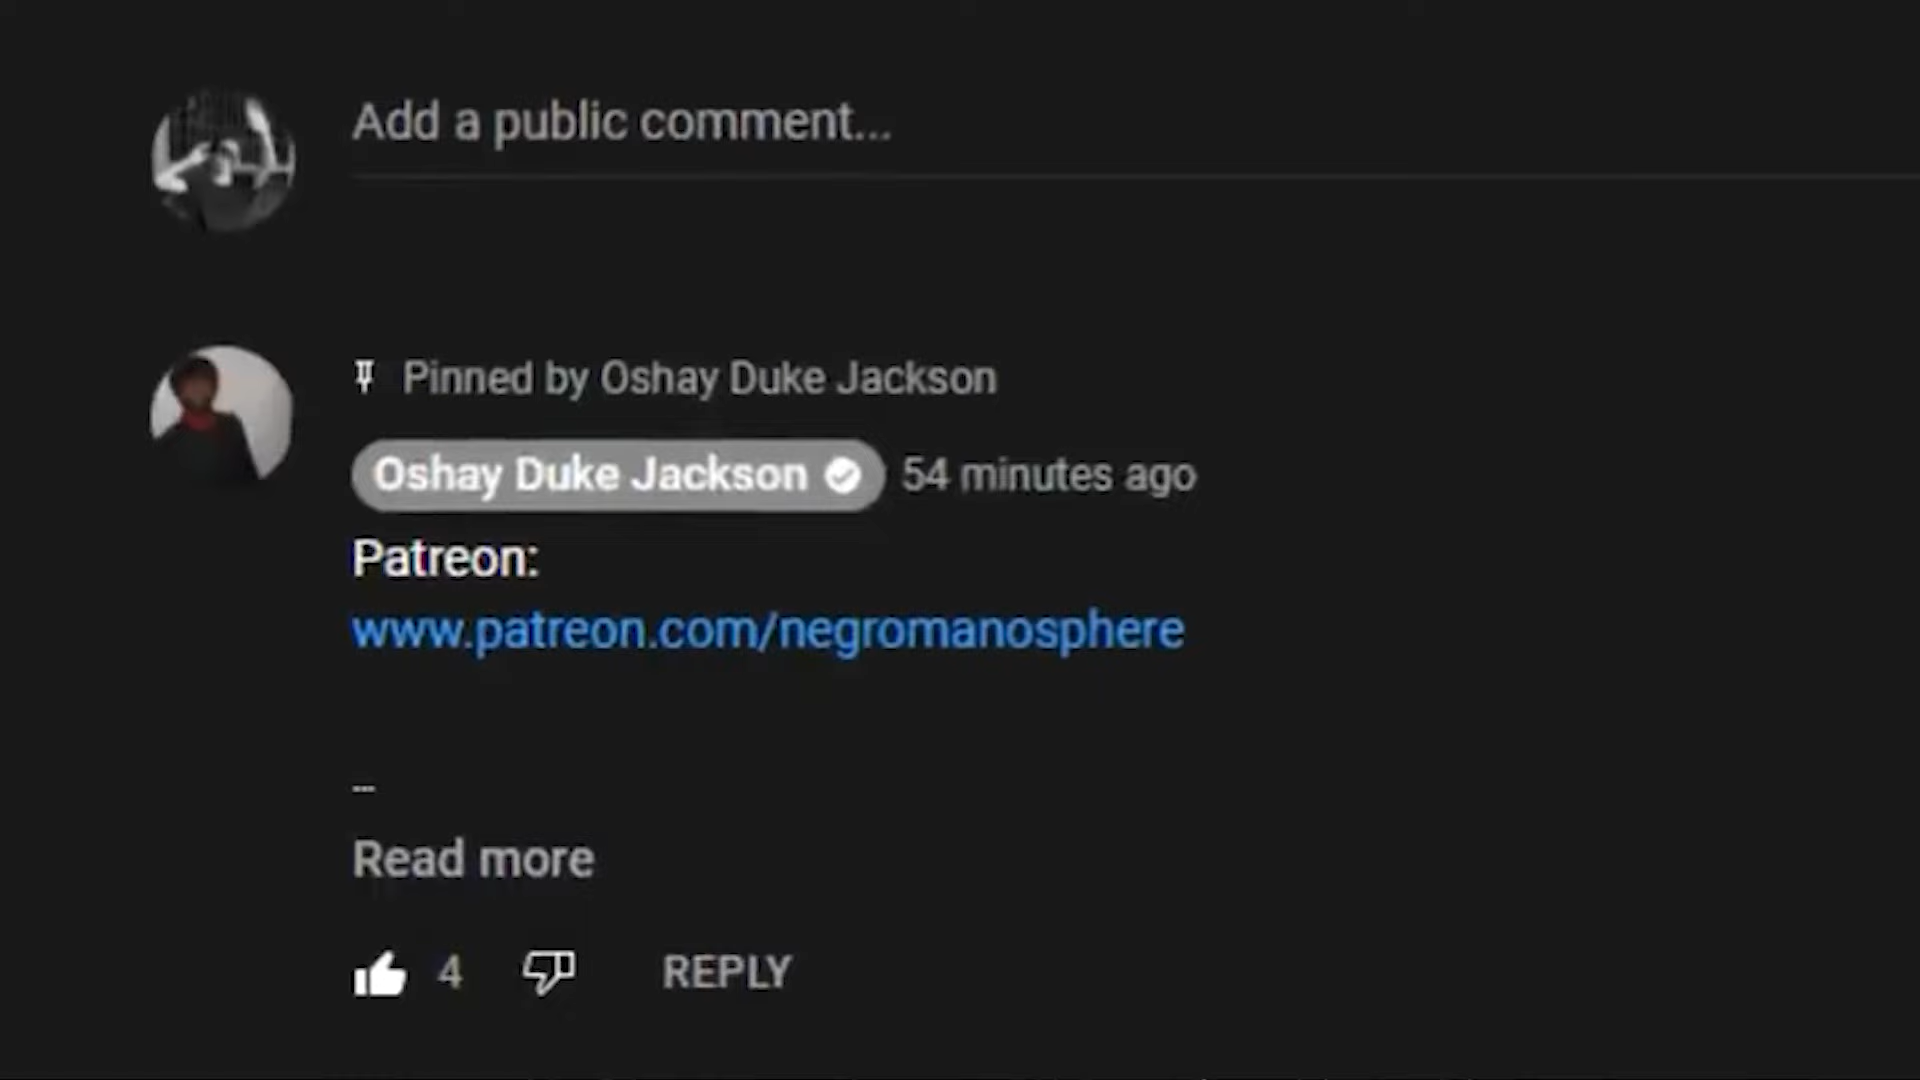 Add a public comment...
Pinned by Oshay Duke Jackson
Oshay Duke Jackson 54 minutes ago
Patreon:
www.patreon.com/negromanosphere
--
Read more
4 REPLY